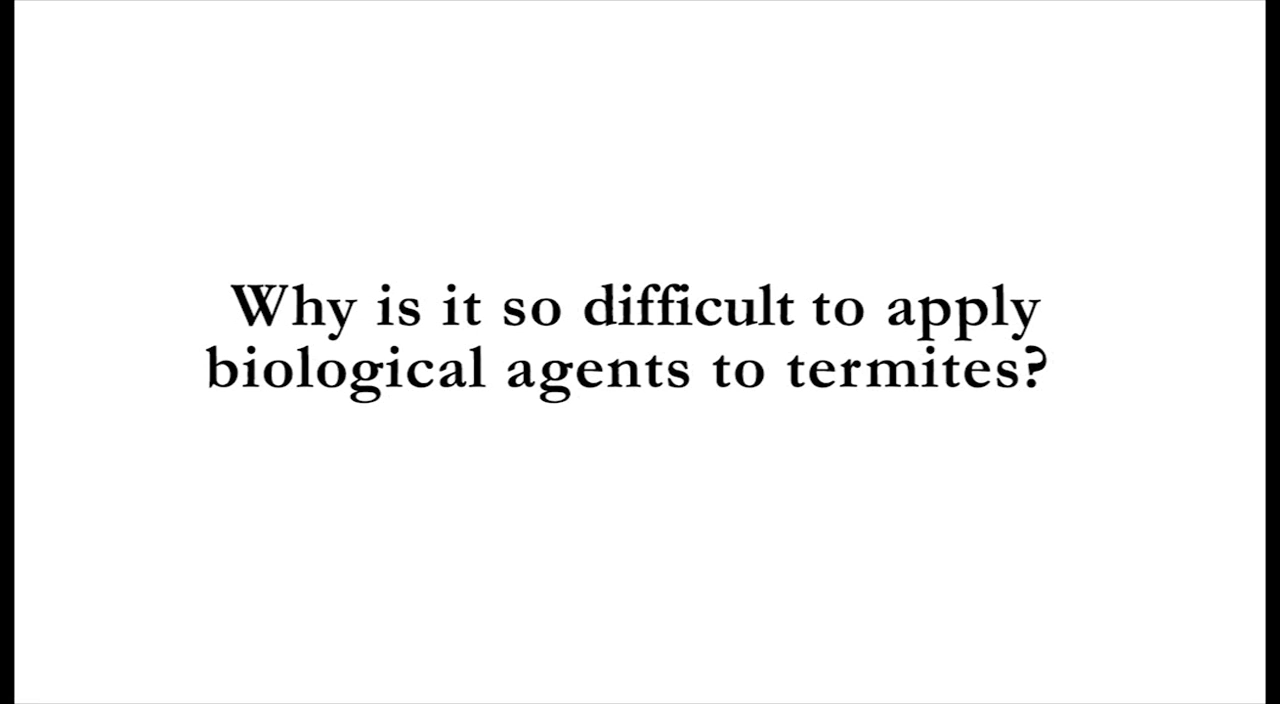 Why is it so difficult to apply
biological agents to termites?